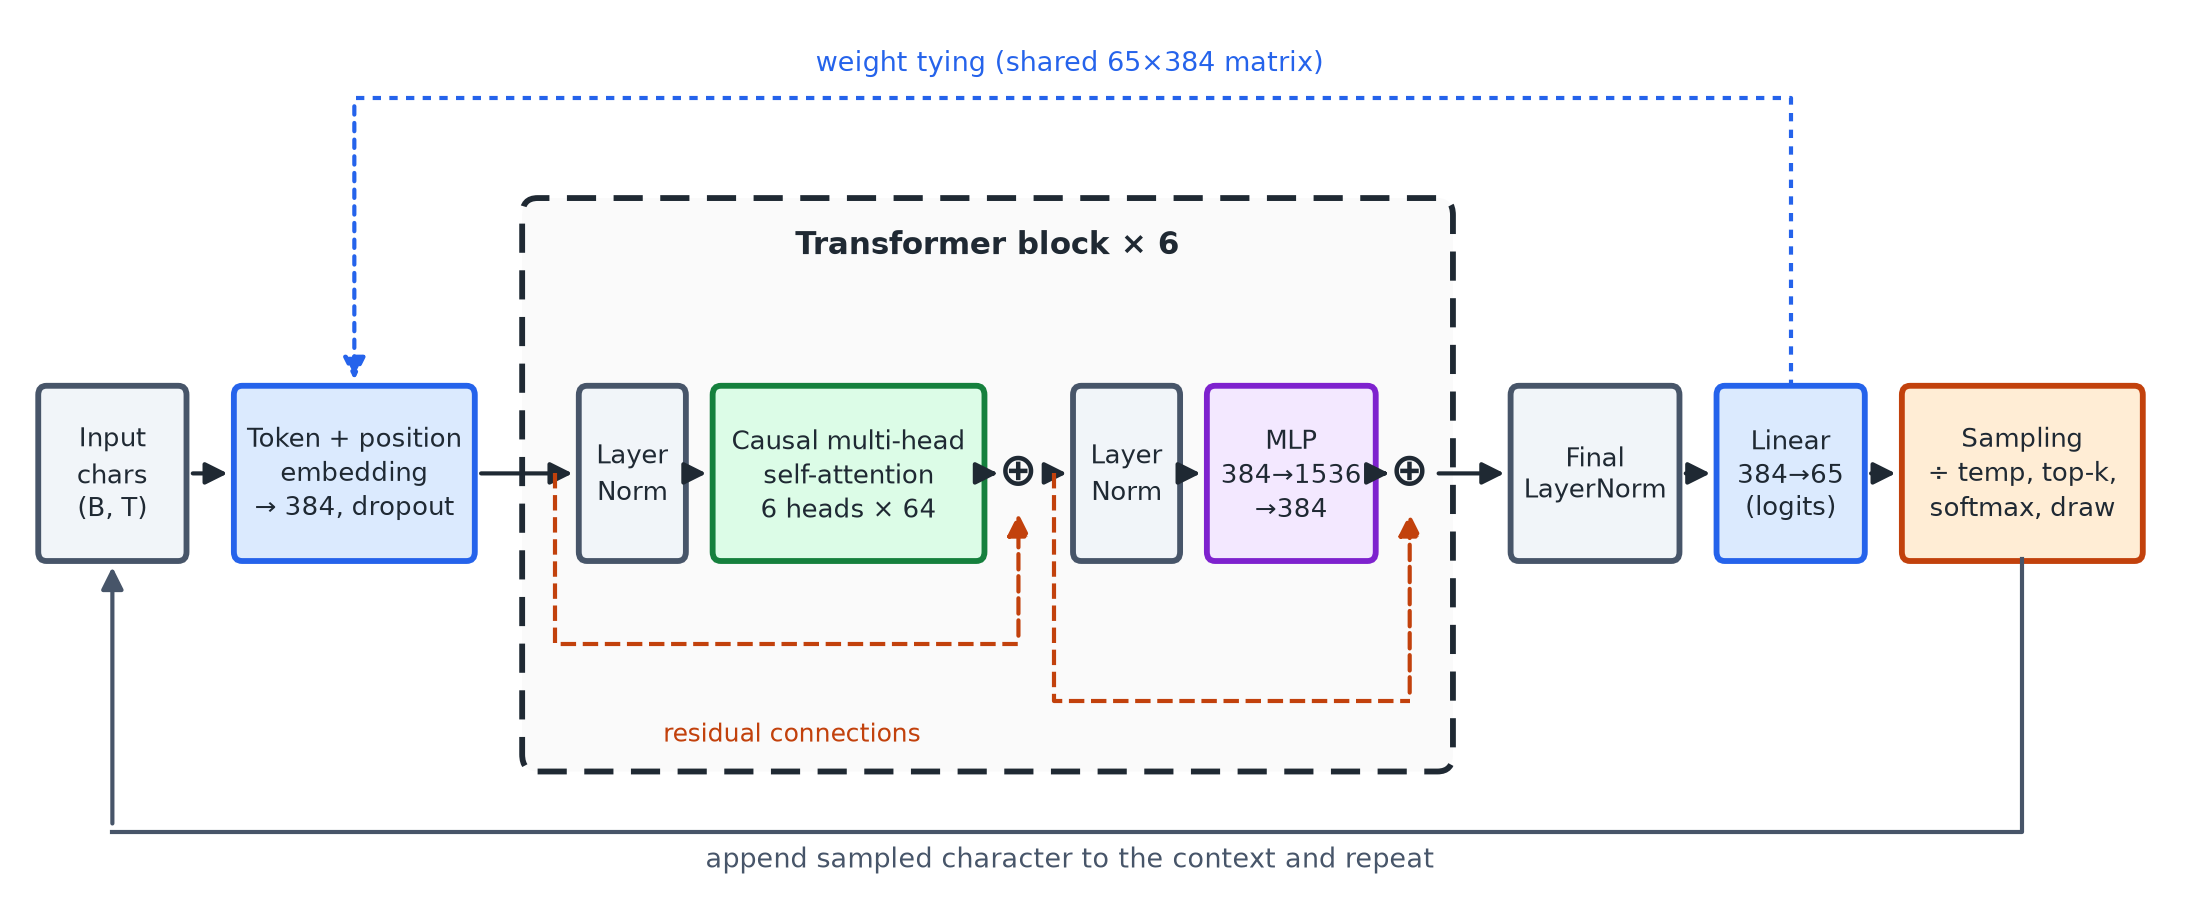 weight tying (shared 65×384 matrix)
Transformer block × 6
Input
chars
(B, T)
Token + position
embedding
→ 384, dropout
Layer
Norm
Causal multi-head
self-attention
6 heads × 64
⊕
Layer
Norm
MLP
384→1536
→384
⊕
Final
LayerNorm
Linear
384→65
(logits)
Sampling
÷ temp, top-k,
softmax, draw
residual connections
append sampled character to the context and repeat